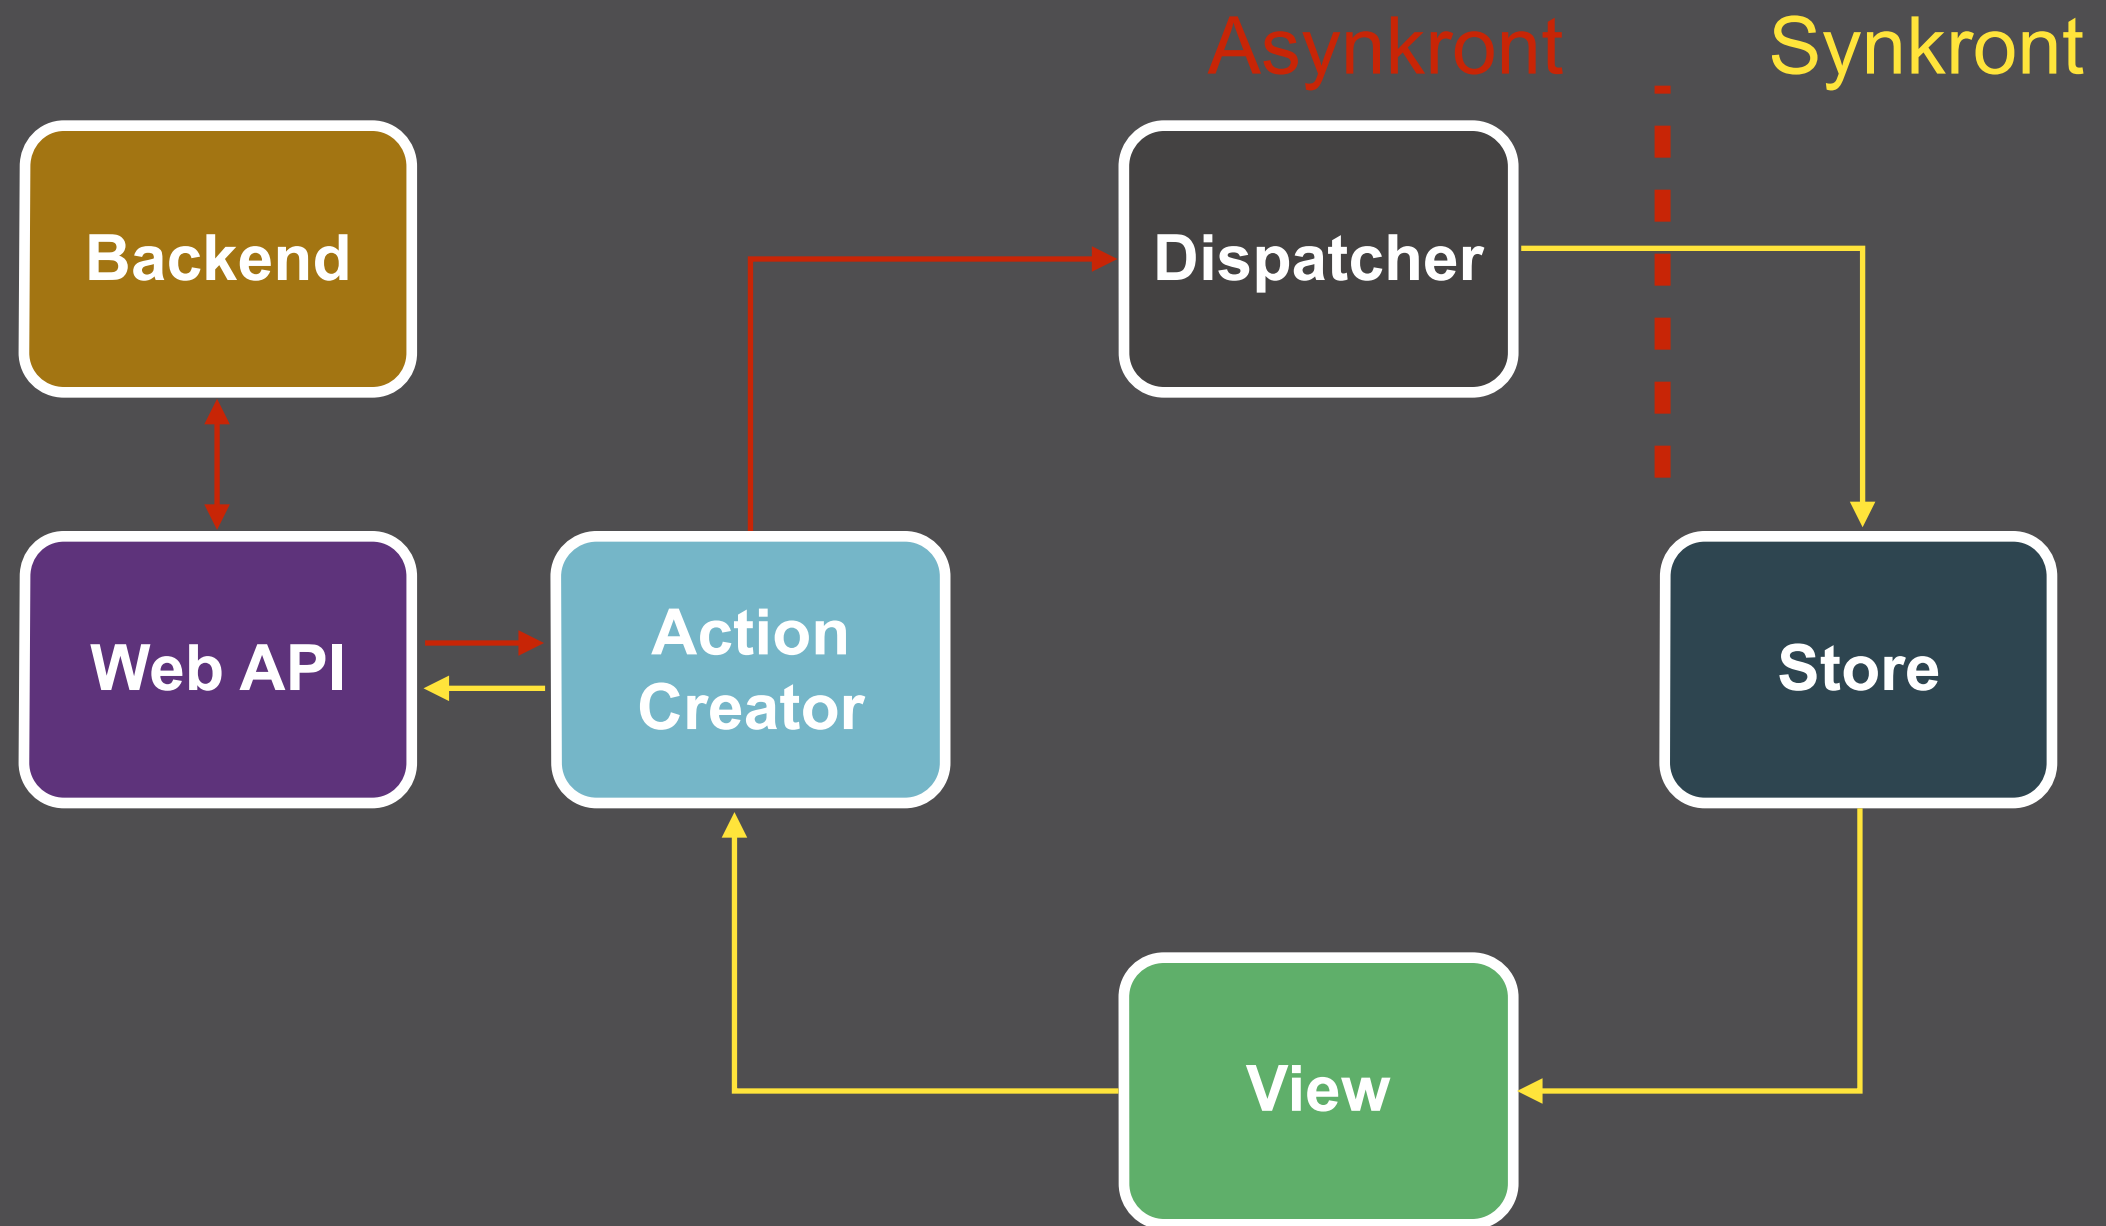 Asynkront
Synkront
Backend
Dispatcher
Web API
Action
Creator
Store
View